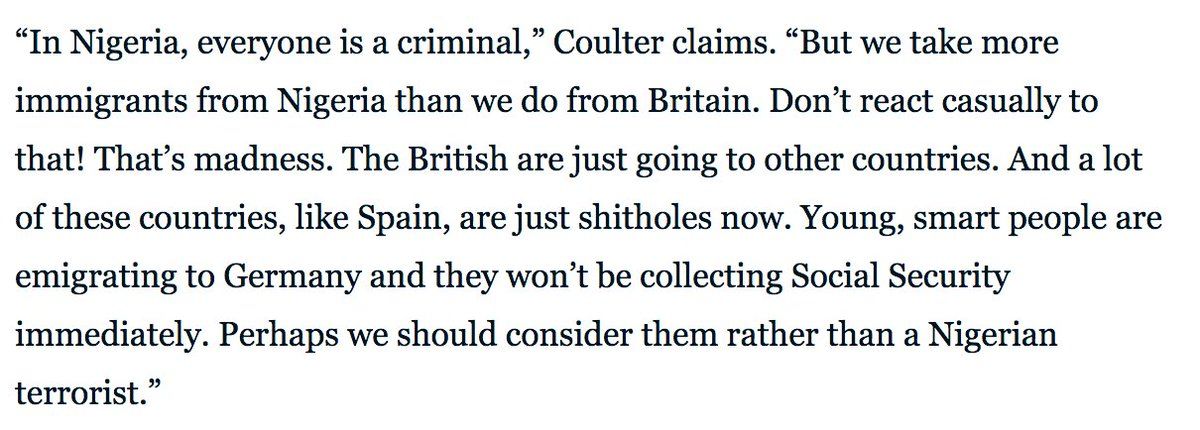 “In Nigeria, everyone is a criminal,” Coulter claims. “But we take more
immigrants from Nigeria than we do from Britain. Don’t react casually to
that! That’s madness. The British are just going to other countries. And a lot
of these countries, like Spain, are just shitholes now. Young, smart people are
emigrating to Germany and they won’t be collecting Social Security
immediately. Perhaps we should consider them rather than a Nigerian
terrorist.”